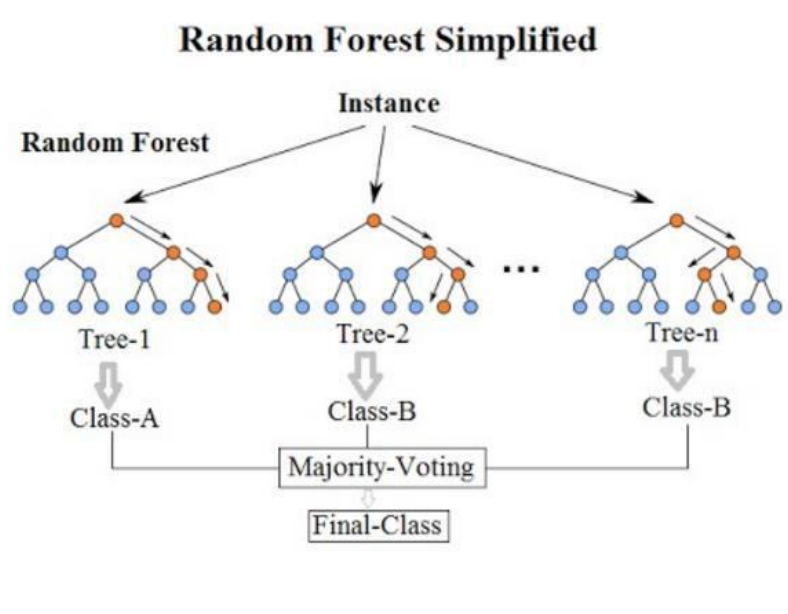 Random Forest Simplified
Instance
Random Forest
...
Tree-1
Tree-2
Tree-n
Class-A
Class-B
Class-B
Majority-Voting
Final-Class